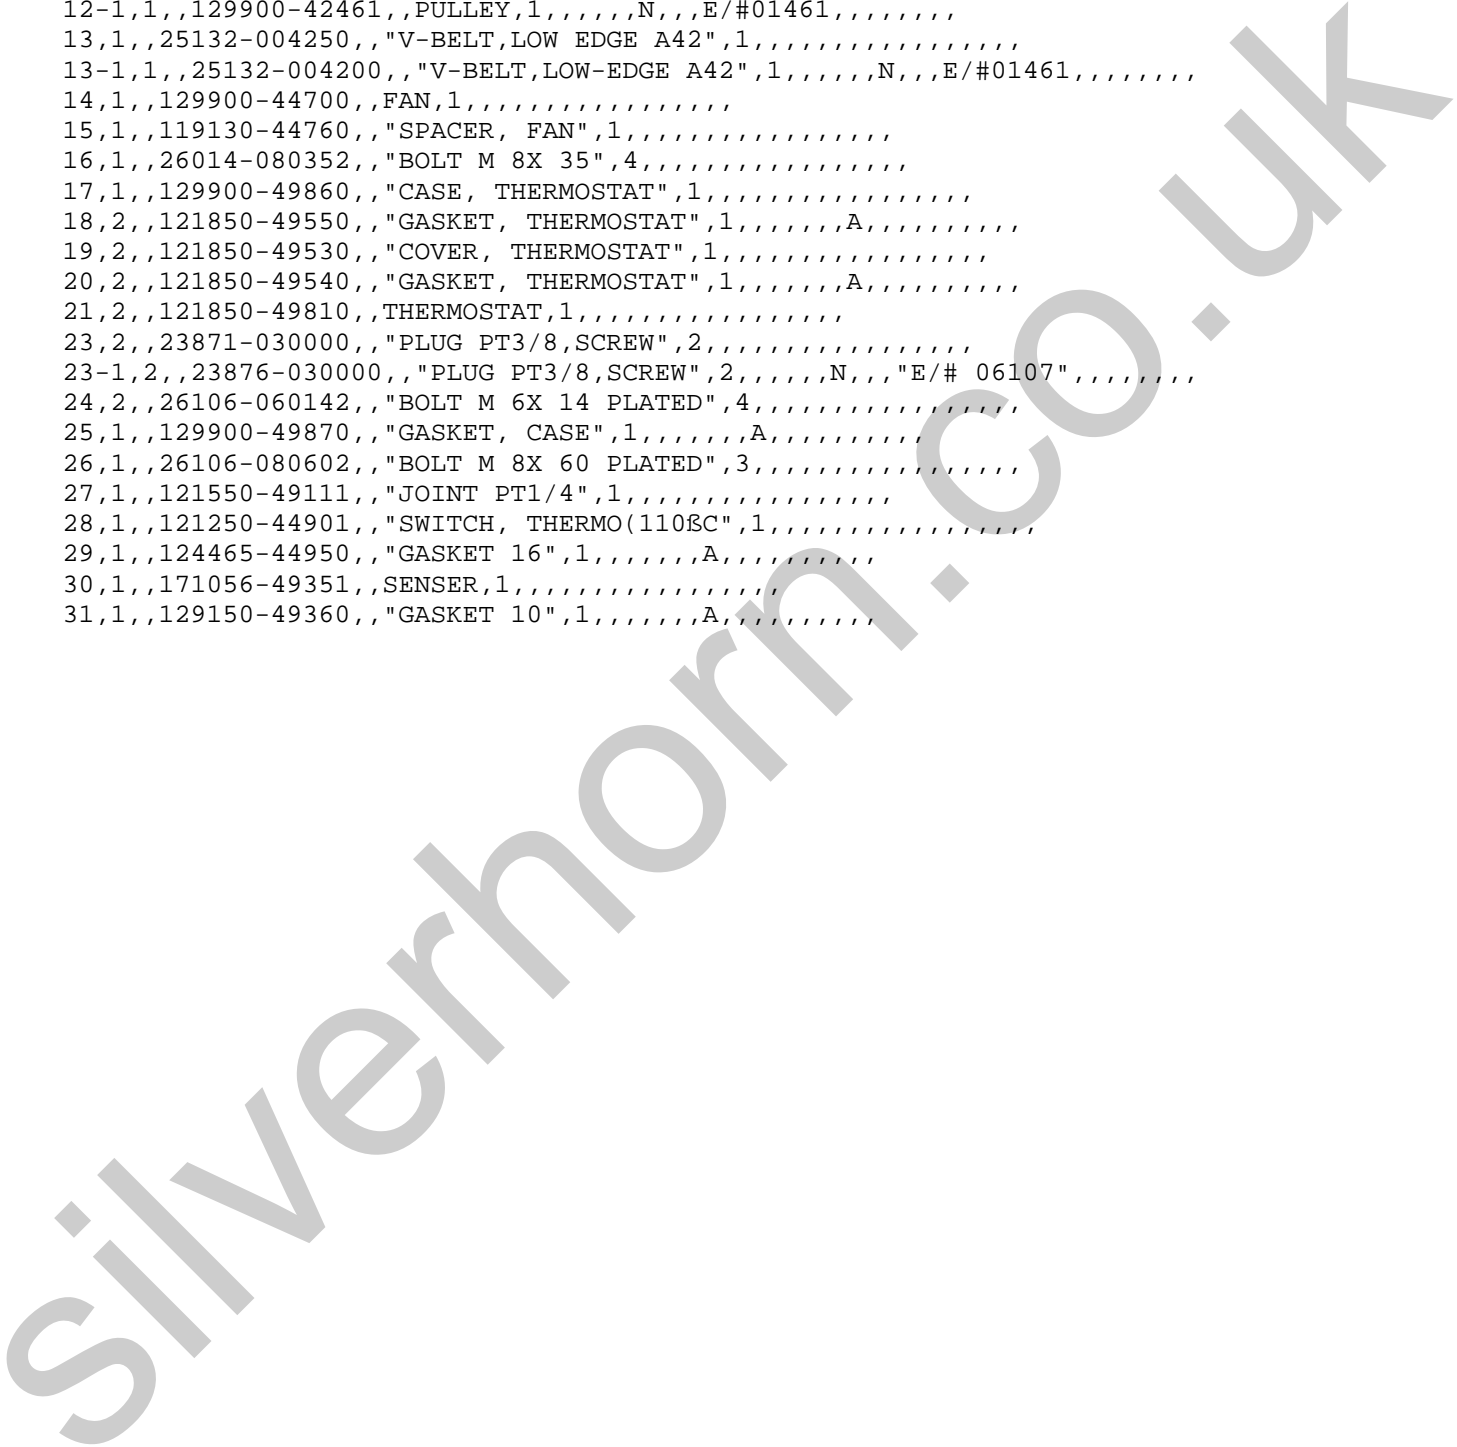 12-1,1,,129900-42461,,PULLEY,1,,,,,,N,,,E/#01461,,,,,,,,
13,1,,25132-004250,,"V-BELT,LOW EDGE A42",1,,,,,,,,,,,,,,,,,
13-1,1,,25132-004200,,"V-BELT,LOW-EDGE A42",1,,,,,,N,,,E/#01461,,,,,,,,
14,1,,129900-44700,,FAN,1,,,,,,,,,,,,,,,,,
15,1,,119130-44760,,"SPACER, FAN",1,,,,,,,,,,,,,,,,,
16,1,,26014-080352,,"BOLT M 8X 35",4,,,,,,,,,,,,,,,,,
17,1,,129900-49860,,"CASE, THERMOSTAT",1,,,,,,,,,,,,,,,,,
18,2,,121850-49550,,"GASKET, THERMOSTAT",1,,,,,,,A,,,,,,,,,,
19,2,,121850-49530,,"COVER, THERMOSTAT",1,,,,,,,,,,,,,,,,,
20,2,,121850-49540,,"GASKET, THERMOSTAT",1,,,,,,,A,,,,,,,,,,
21,2,,121850-49810,,THERMOSTAT,1,,,,,,,,,,,,,,,,,
23,2,,23871-030000,,"PLUG PT3/8,SCREW",2,,,,,,,,,,,,,,,,,
23-1,2,,23876-030000,,"PLUG PT3/8,SCREW",2,,,,,,N,,,"E/# 06107",,,,,,,,
24,2,,26106-060142,,"BOLT M 6X 14 PLATED",4,,,,,,,,,,,,,,,,,
25,1,,129900-49870,,"GASKET, CASE",1,,,,,,,A,,,,,,,,,,
26,1,,26106-080602,,"BOLT M 8X 60 PLATED",3,,,,,,,,,,,,,,,,,
27,1,,121550-49111,,"JOINT PT1/4",1,,,,,,,,,,,,,,,,,
28,1,,121250-44901,,"SWITCH, THERMO(110ßC",1,,,,,,,,,,,,,,,,,
29,1,,124465-44950,,"GASKET 16",1,,,,,,,A,,,,,,,,,,
30,1,,171056-49351,,SENSER,1,,,,,,,,,,,,,,,,,
31,1,,129150-49360,,"GASKET 10",1,,,,,,,A,,,,,,,,,,
silverhorn.co.uk